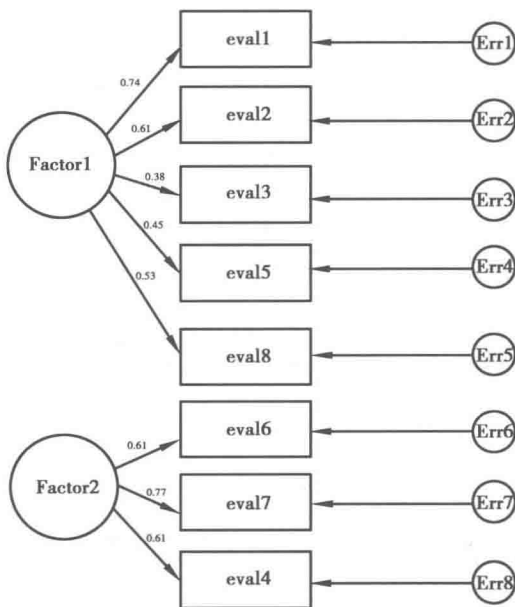 eval1
Err1
0.74
eval2
Err2
0.61
Factor1
0.38
eval3
Err3
0.45
eval5
Err4
0.53
eval8
Err5
eval6
Err6
0.61
Factor2
0.77
eval7
Err7
0.61
eval4
Err8